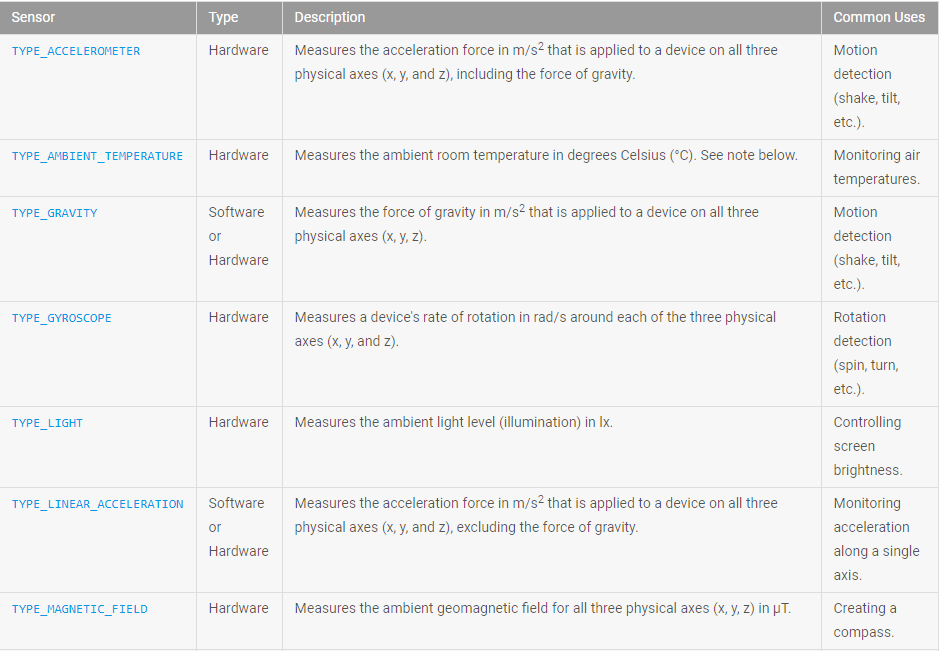 Sensor Type Description Common Uses
TYPE_ACCELEROMETER Hardware Measures the acceleration force in m/s² that is applied to a device on all three Motion
physical axes (x, y, and z), including the force of gravity. detection
(shake, tilt,
etc.).
TYPE_AMBIENT_TEMPERATURE Hardware Measures the ambient room temperature in degrees Celsius (°C). See note below. Monitoring air
temperatures.
TYPE_GRAVITY Software Measures the force of gravity in m/s² that is applied to a device on all three Motion
or physical axes (x, y, z). detection
Hardware (shake, tilt,
etc.).
TYPE_GYROSCOPE Hardware Measures a device's rate of rotation in rad/s around each of the three physical Rotation
axes (x, y, and z). detection
(spin, turn,
etc.).
TYPE_LIGHT Hardware Measures the ambient light level (illumination) in lx. Controlling
screen
brightness.
TYPE_LINEAR_ACCELERATION Software Measures the acceleration force in m/s² that is applied to a device on all three Monitoring
or physical axes (x, y, and z), excluding the force of gravity. acceleration
Hardware along a single
axis.
TYPE_MAGNETIC_FIELD Hardware Measures the ambient geomagnetic field for all three physical axes (x, y, z) in μT. Creating a
compass.